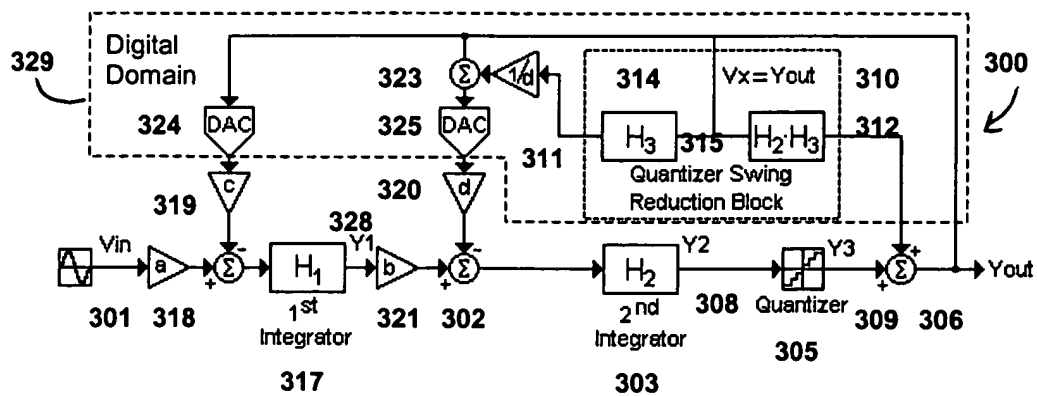 Digital
Domain
329
323
1/d
314
Vx=Yout
310
300
324
DAC
325
DAC
311
H3
315
H2·H3
312
Quantizer Swing
Reduction Block
319
c
320
d
328
Vin
a
Σ
H1
Y1
b
Σ
H2
Y2
Y3
Σ
Yout
301
318
1st
Integrator
321
302
2nd
Integrator
308
Quantizer
309
306
305
317
303
Σ
-
+
-
+
+
+